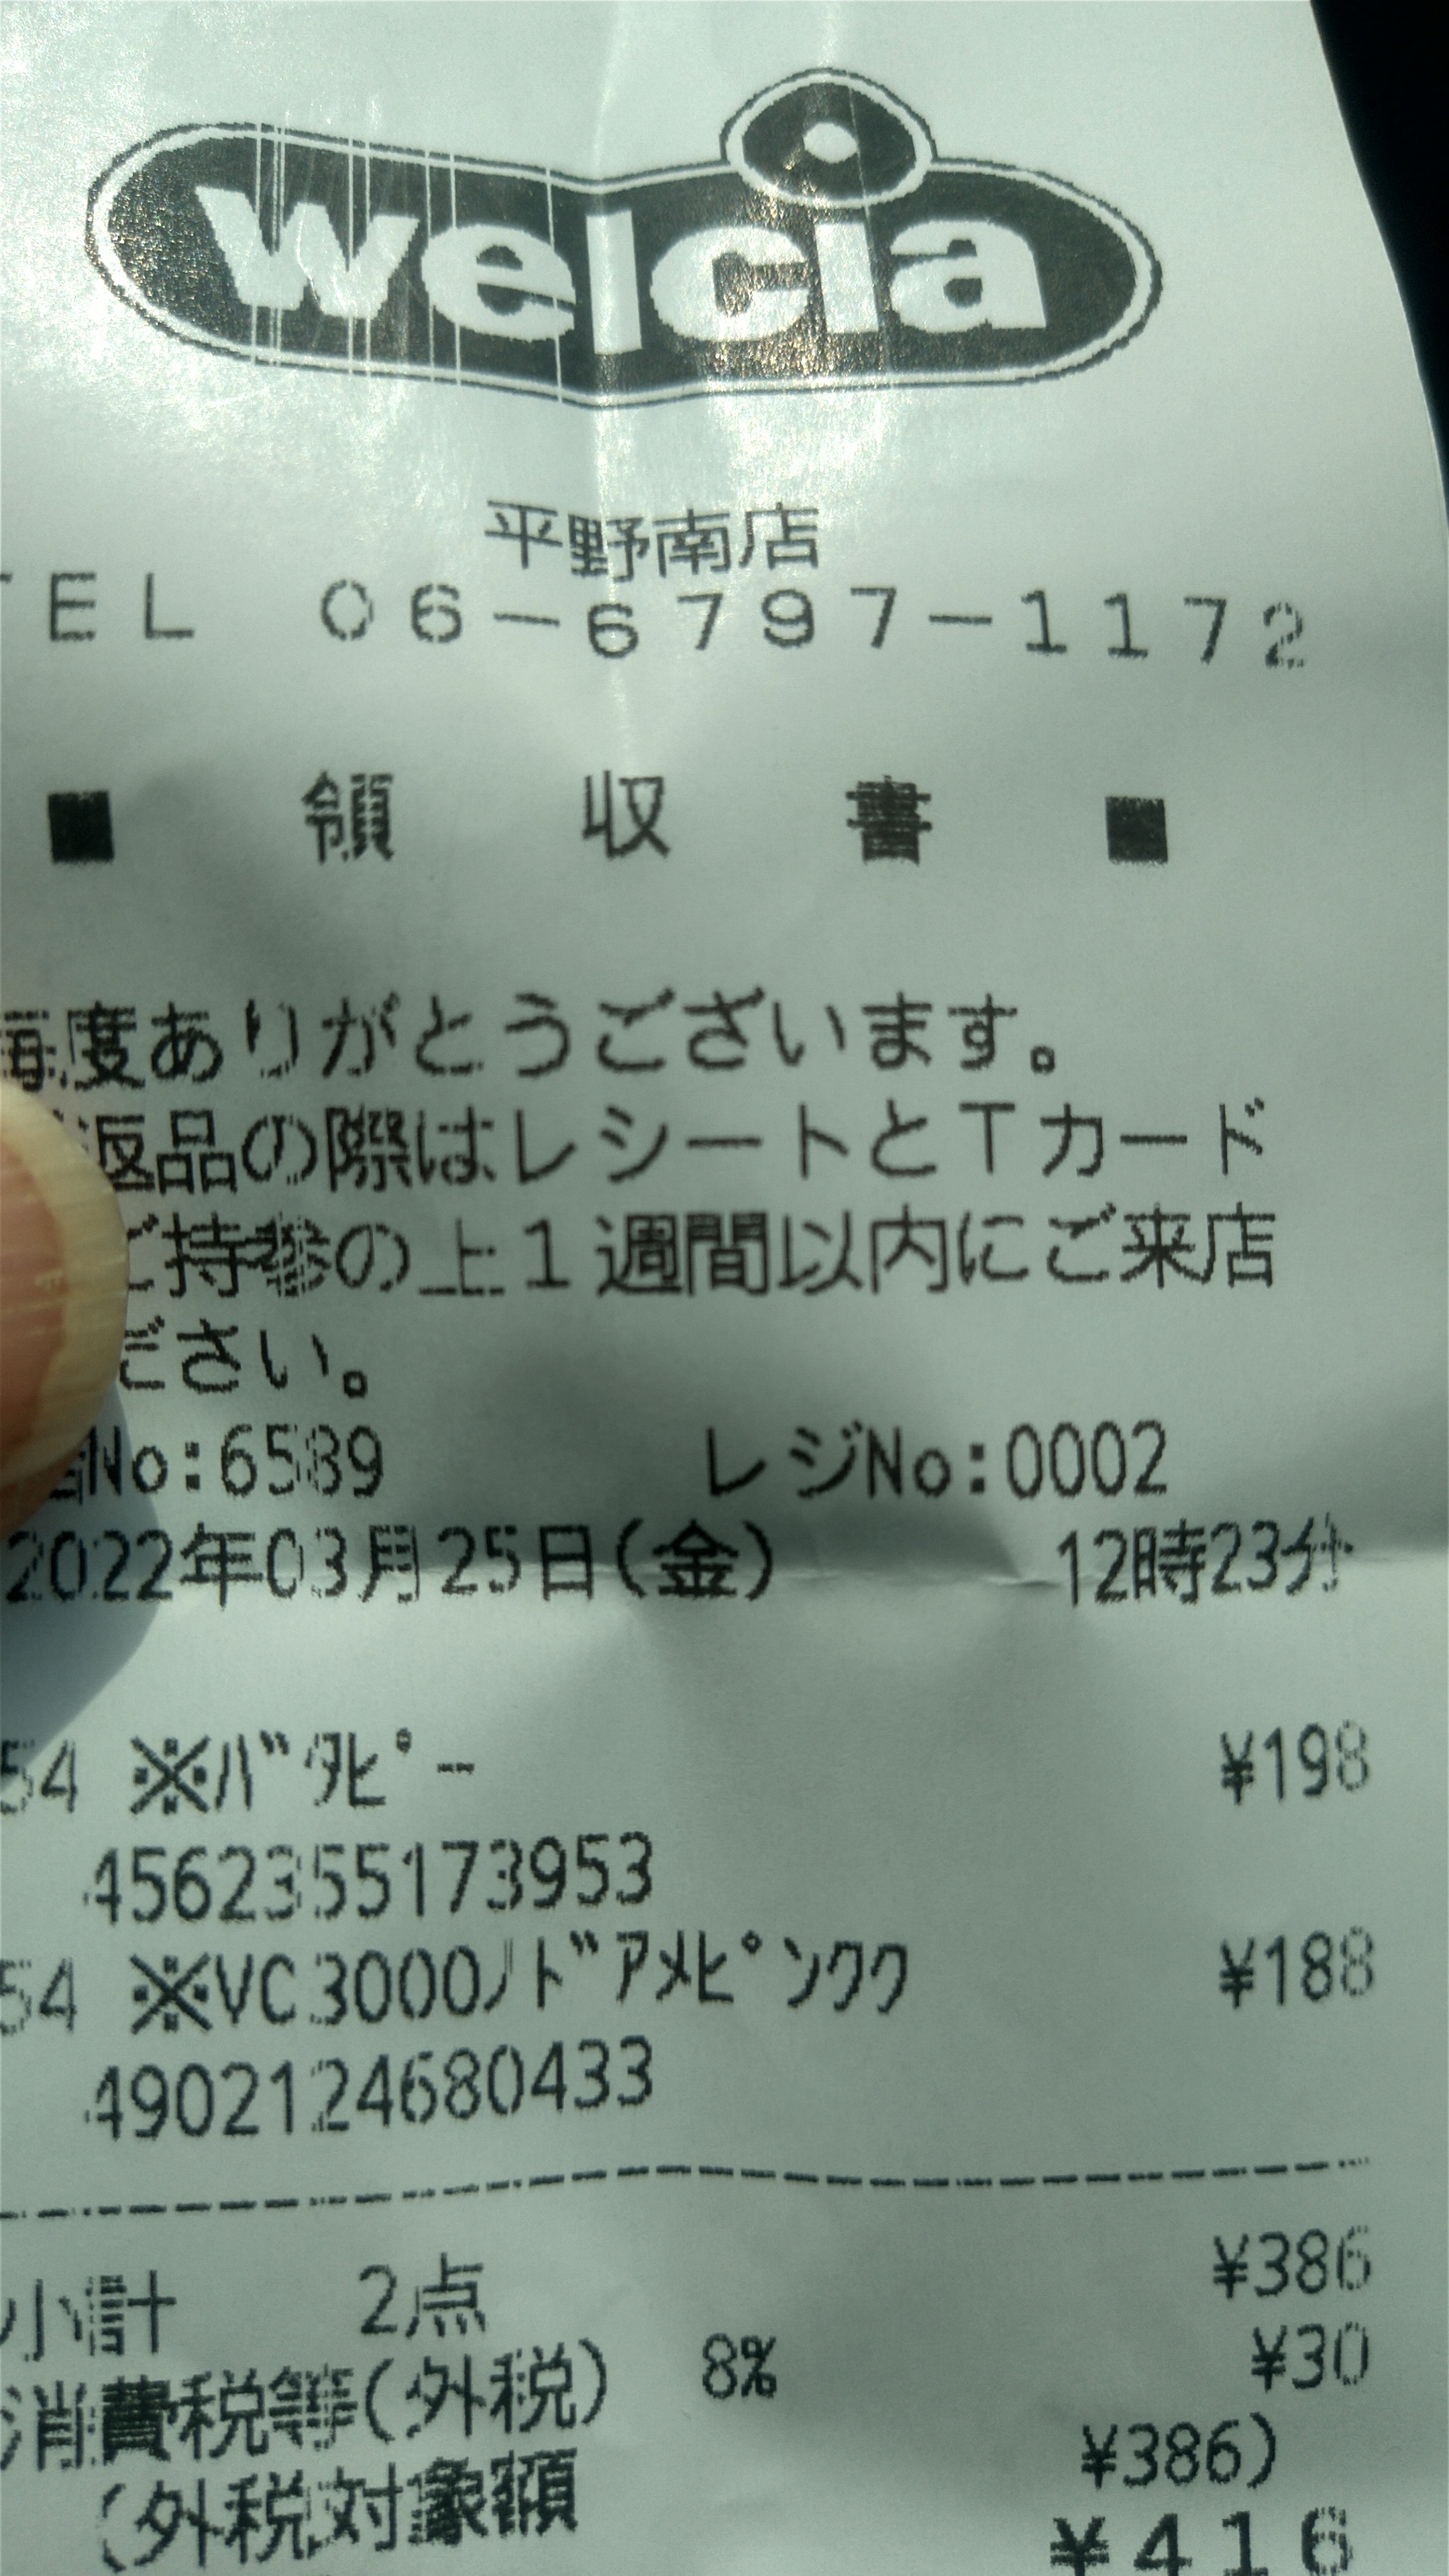 welcia
平野南店
TEL 06-6797-1172
■ 領収書 ■
毎度ありがとうございます。
返品の際はレシートとTカード
ご持参の上1週間以内にご来店
ださい。
No:6589 レジNo:0002
2022年03月25日(金) 12時23分
54 ※バタピー ¥198
4562355173953
54 ※VC3000ノドアメピンクク ¥188
4902124680433
小計 2点 ¥386
消費税等(外税) 8% ¥30
(外税対象額 ¥386)
¥416